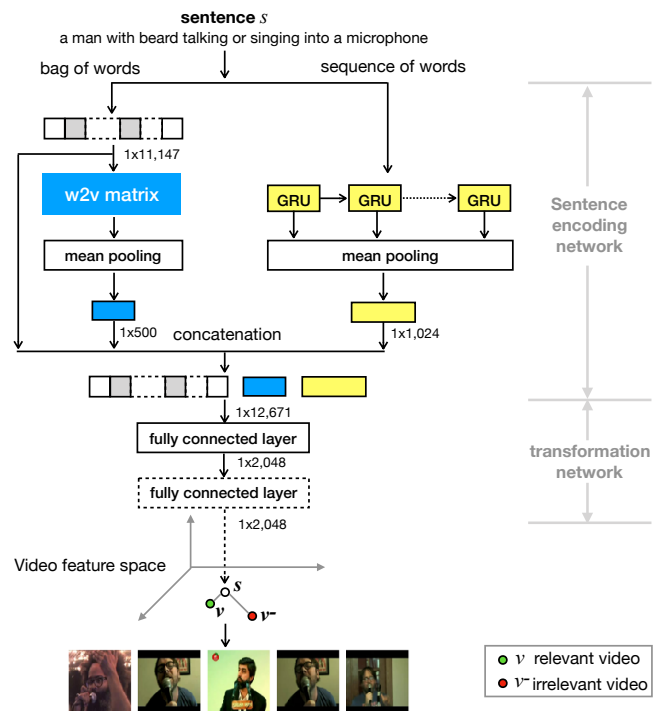 sentence s
a man with beard talking or singing into a microphone
bag of words
sequence of words
1x11,147
w2v matrix
GRU
GRU
GRU
mean pooling
mean pooling
1x500
concatenation
1x1,024
Sentence
encoding
network
1x12,671
fully connected layer
1x2,048
fully connected layer
1x2,048
transformation
network
Video feature space
s
v
v-
v relevant video
v- irrelevant video